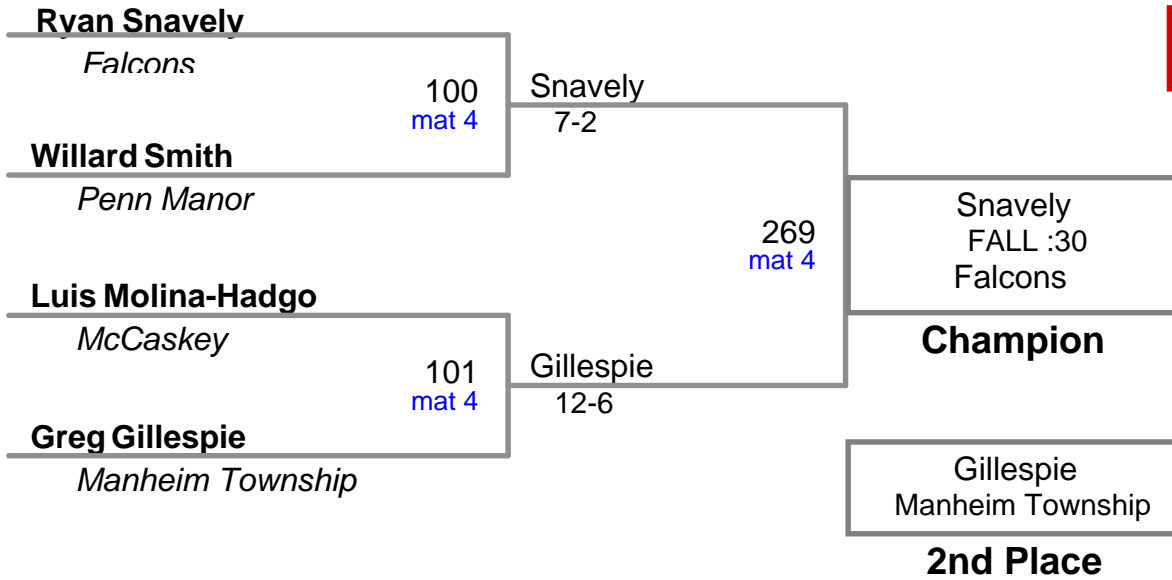 Ryan Snavely
Falcons
100
mat 4
Snavely
7-2
Willard Smith
Penn Manor
269
mat 4
Snavely
FALL :30
Falcons
Champion
Luis Molina-Hadgo
McCaskey
101
mat 4
Gillespie
12-6
Greg Gillespie
Manheim Township
Gillespie
Manheim Township
2nd Place